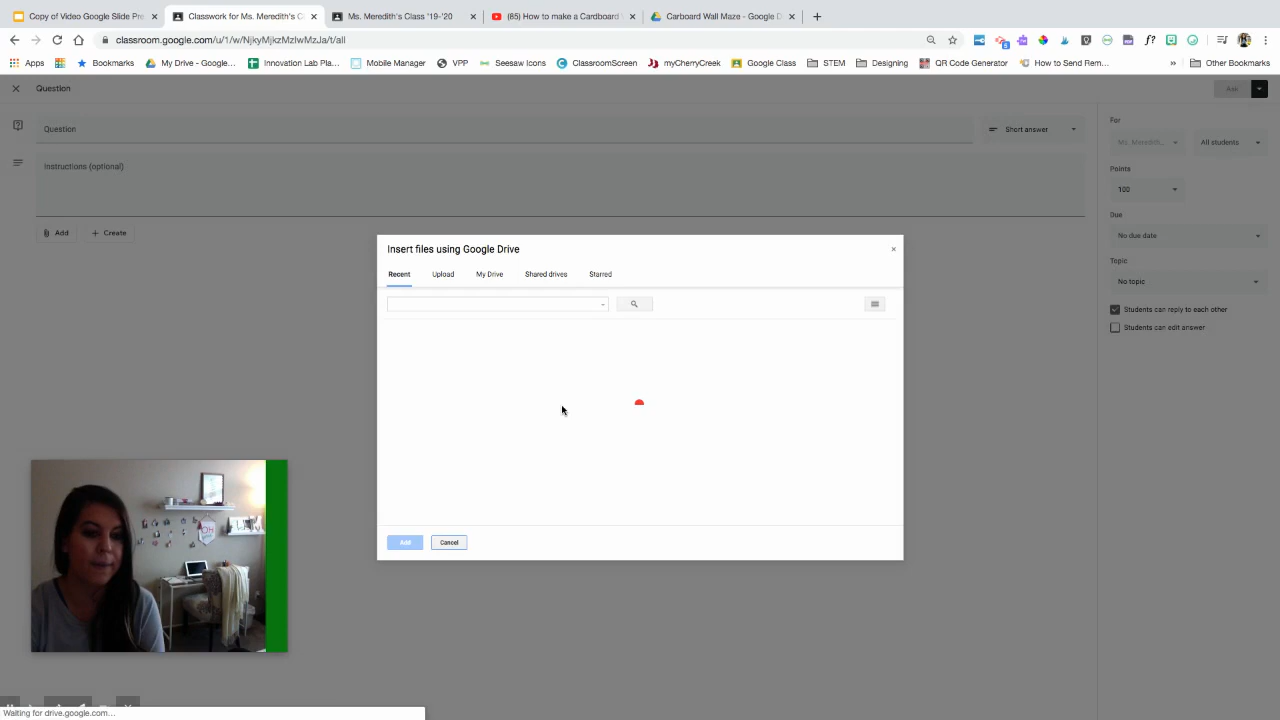 Copy of Video Google Slide Pre
Classwork for Ms. Meredith's C
Ms. Meredith's Class '19-'20
(85) How to make a Cardboard
Carboard Wall Maze - Google D
classroom.google.com/u/1/w/NjkyMjkzMzIwMzJa/t/all
Apps
Bookmarks
My Drive - Google...
Innovation Lab Pla...
Mobile Manager
VPP
Seesaw Icons
ClassroomScreen
myCherryCreek
Google Class
STEM
Designing
QR Code Generator
How to Send Rem...
Other Bookmarks
Question
Ask
Question
Short answer
Instructions (optional)
Add
Create
For
Ms. Meredith...
All students
Points
100
Due
No due date
Topic
No topic
Students can reply to each other
Students can edit answer
Insert files using Google Drive
Recent
Upload
My Drive
Shared drives
Starred
Add
Cancel
Waiting for drive.google.com...